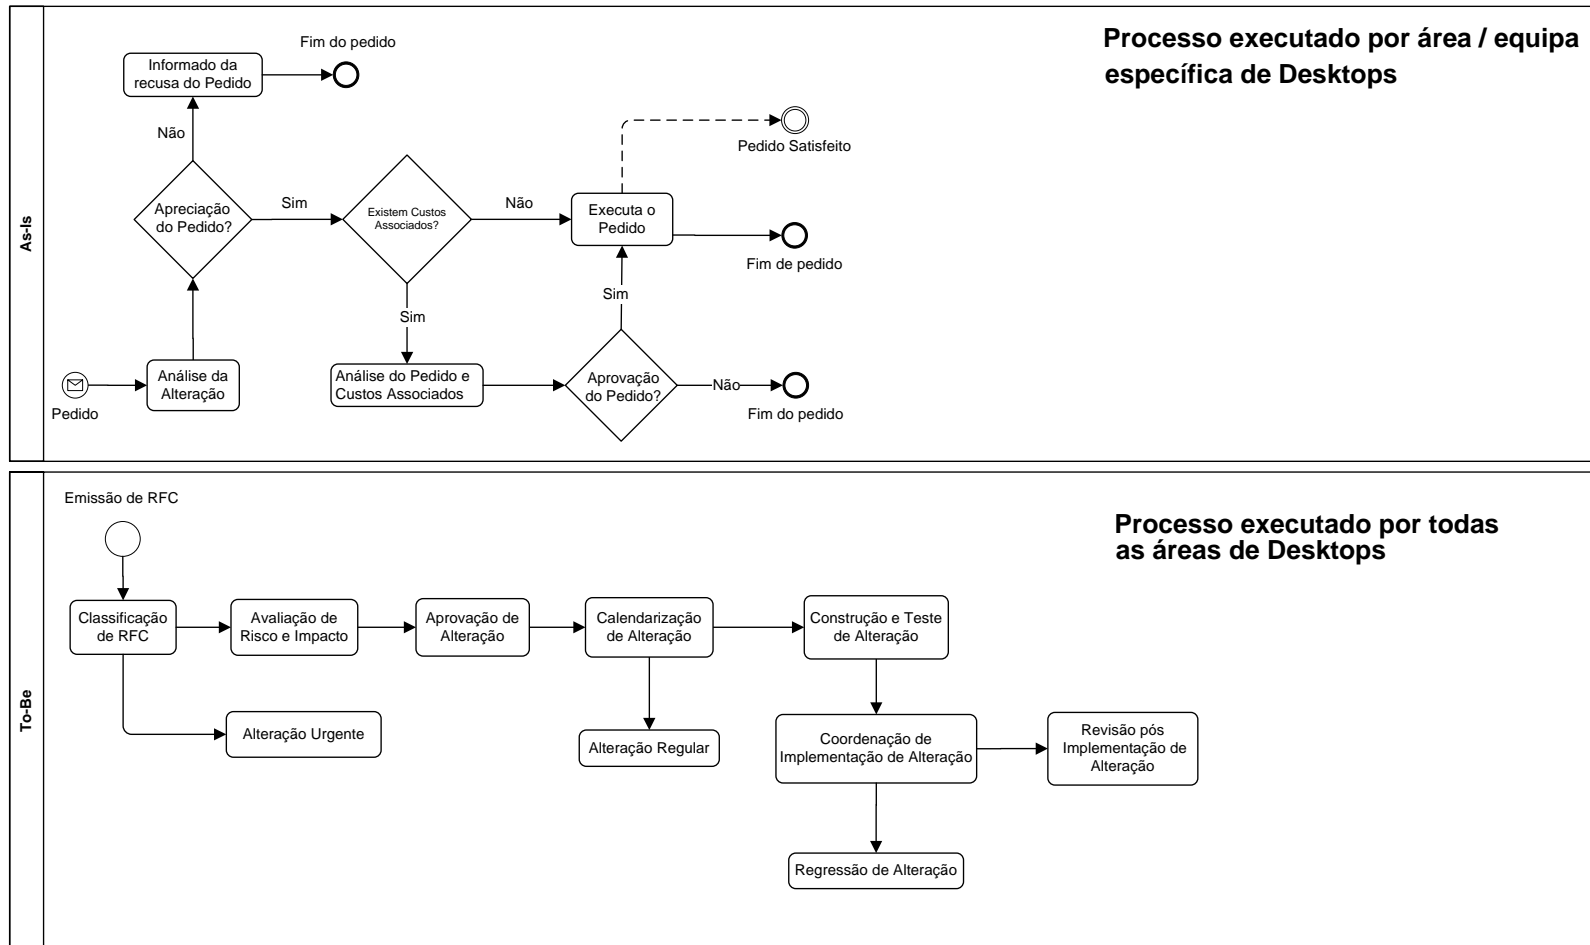 As-Is
Processo executado por área / equipa
específica de Desktops
Fim do pedido
Informado da
recusa do Pedido
Não
Pedido Satisfeito
Apreciação
do Pedido?
Sim
Existem Custos
Associados?
Não
Executa o
Pedido
Fim de pedido
Sim
Sim
Pedido
Análise da
Alteração
Análise do Pedido e
Custos Associados
Aprovação
do Pedido?
Não
Fim do pedido
To-Be
Emissão de RFC
Processo executado por todas
as áreas de Desktops
Classificação
de RFC
Avaliação de
Risco e Impacto
Aprovação de
Alteração
Calendarização
de Alteração
Construção e Teste
de Alteração
Alteração Urgente
Alteração Regular
Coordenação de
Implementação de Alteração
Revisão pós
Implementação de
Alteração
Regressão de Alteração